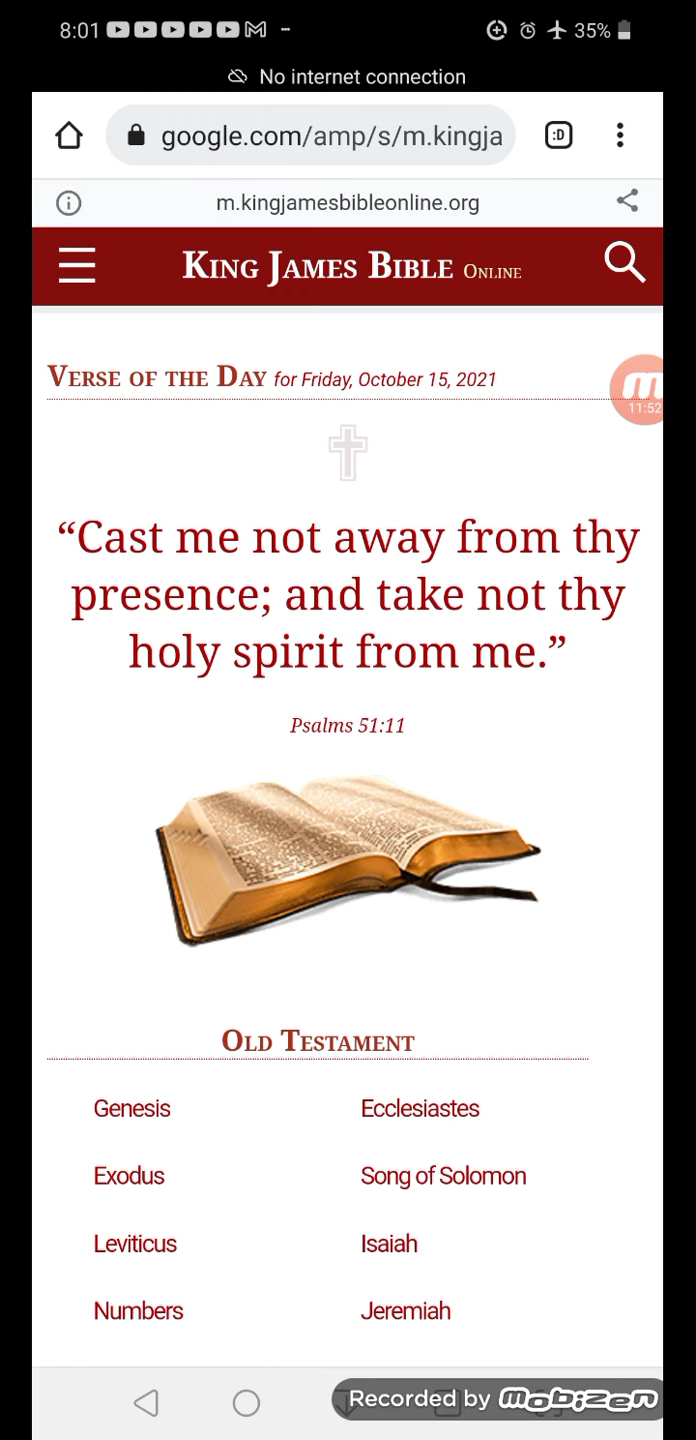 8:01 35%
No internet connection
google.com/amp/s/m.kingja :D
m.kingjamesbibleonline.org
King James Bible Online
Verse of the Day for Friday, October 15, 2021
11:52
“Cast me not away from thy
presence; and take not thy
holy spirit from me.”
Psalms 51:11
Old Testament
Genesis Ecclesiastes
Exodus Song of Solomon
Leviticus Isaiah
Numbers Jeremiah
Recorded by mobizen